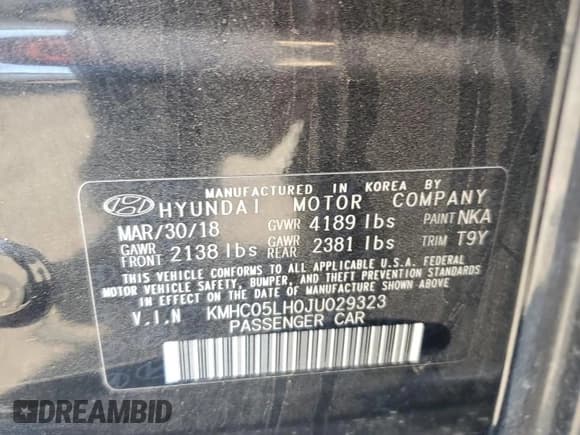 MANUFACTURED IN KOREA BY
HYUNDAI MOTOR COMPANY
MAR/30/18 GVWR 4189 lbs PAINT NKA
GAWR FRONT 2138 lbs GAWR REAR 2381 lbs TRIM T9Y
THIS VEHICLE CONFORMS TO ALL APPLICABLE U.S.A. FEDERAL
MOTOR VEHICLE SAFETY, BUMPER, AND THEFT PREVENTION STANDARDS
IN EFFECT ON THE DATE OF MANUFACTURE SHOWN ABOVE.
V.I.N KMHC05LH0JU029323
PASSENGER CAR
DREAMBID